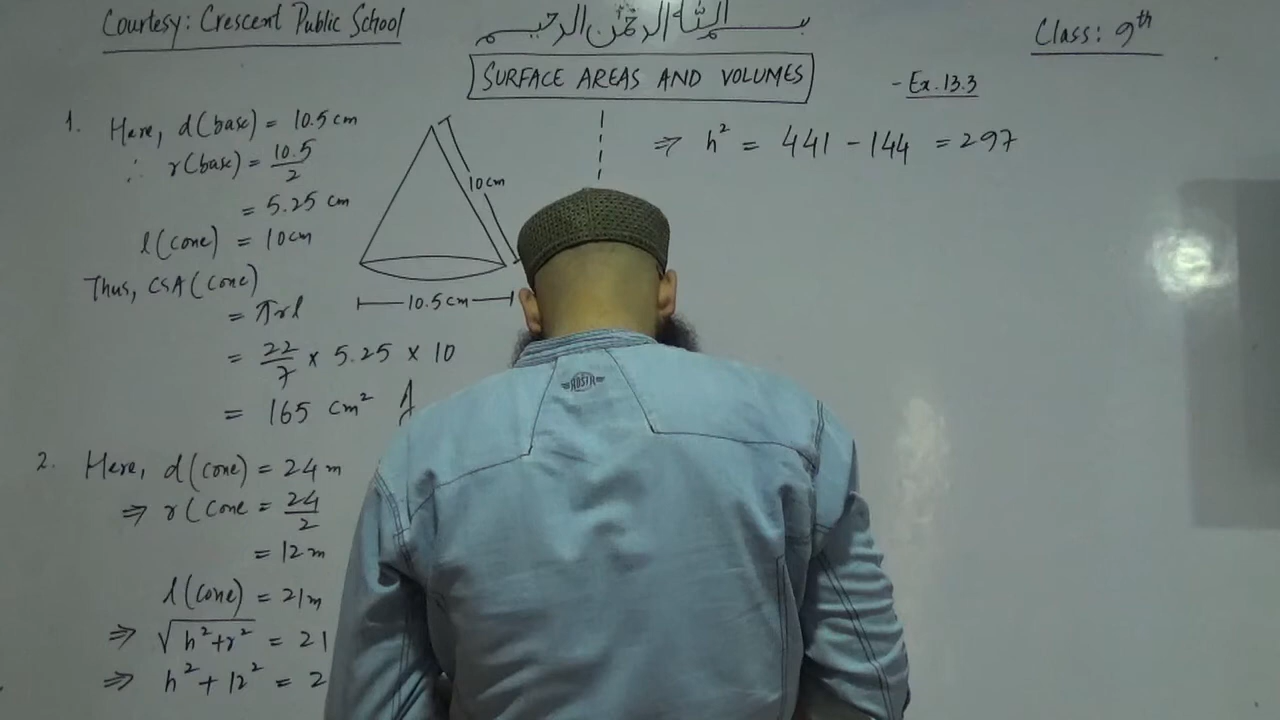 Courtesy: Crescent Public School
بسم الله الرحمن الرحيم
Class: 9th
SURFACE AREAS AND VOLUMES
- Ex. 13.3
1. Here, d(base) = 10.5 cm
∴ r(base) = 10.5/2
= 5.25 cm
l(cone) = 10cm
Thus, CSA(cone)
= πrl
= 22/7 × 5.25 × 10
= 165 cm²
10cm
10.5cm
2. Here, d(cone) = 24 m
⇒ r(cone = 24/2
= 12m
l(cone) = 21m
⇒ √h²+r² = 21
⇒ h²+12² = 2
⇒ h² = 441 - 144 = 297
ROSTR